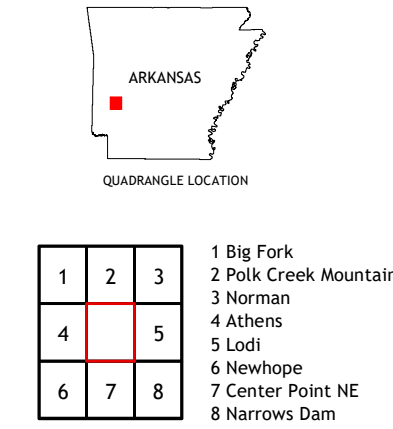 ARKANSAS
QUADRANGLE LOCATION
1 2 3
4 5
6 7 8
1 Big Fork
2 Polk Creek Mountain
3 Norman
4 Athens
5 Lodi
6 Newhope
7 Center Point NE
8 Narrows Dam